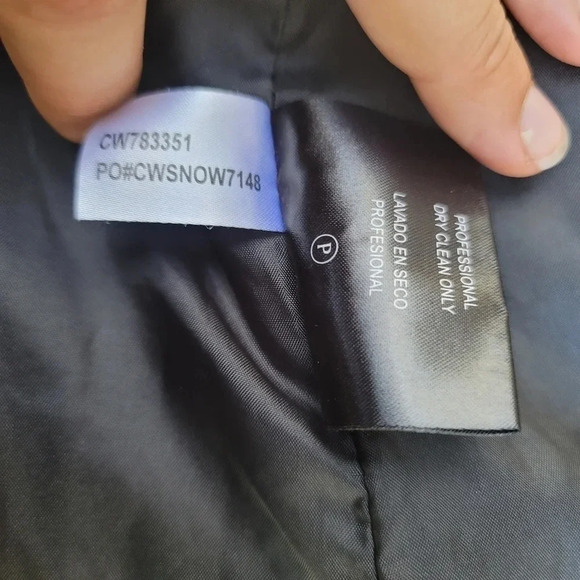 CW783351
PO#CWSNOW7148
PROFESSIONAL
DRY CLEAN ONLY
LAVADO EN SECO
PROFESIONAL
P